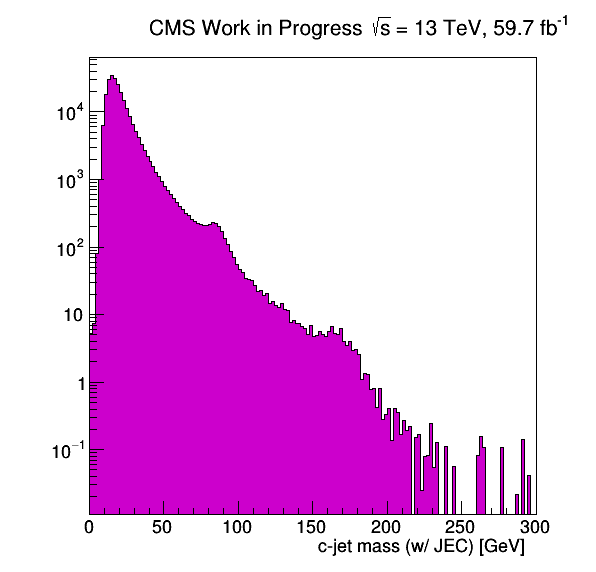 CMS Work in Progress √s = 13 TeV, 59.7 fb⁻¹
10⁴
10³
10²
10
1
10⁻¹
0 50 100 150 200 250 300
c-jet mass (w/ JEC) [GeV]